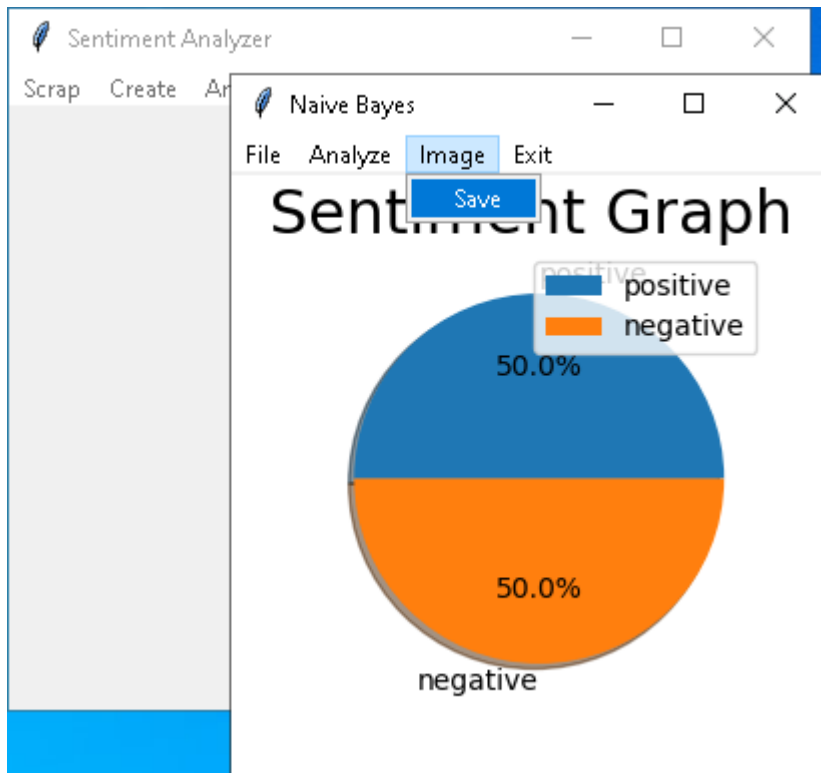 Sentiment Analyzer
Scrap Create
Naive Bayes
File Analyze Image Exit
Save
Sentiment Graph
positive
positive
negative
50.0%
50.0%
negative